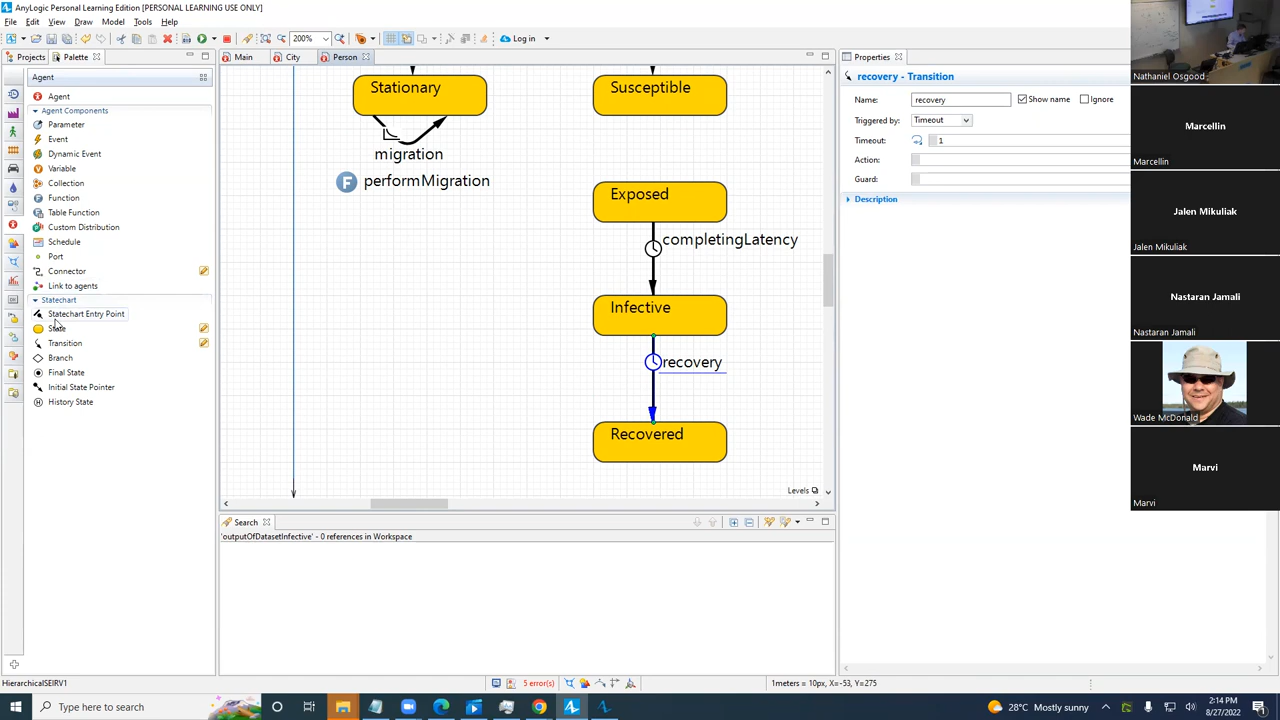 AnyLogic Personal Learning Edition [PERSONAL LEARNING USE ONLY]
File Edit View Draw Model Tools Help
200% Log in
Projects Palette
Main City Person
Properties
Agent
recovery - Transition
Agent
Agent Components
Parameter
Event
Dynamic Event
Variable
Collection
Function
Table Function
Custom Distribution
Schedule
Port
Connector
Link to agents
Statechart
Statechart Entry Point
State
Transition
Branch
Final State
Initial State Pointer
History State
Stationary
migration
performMigration
Susceptible
Exposed
completingLatency
Infective
recovery
Recovered
Levels
Name: recovery Show name Ignore
Triggered by: Timeout
Timeout: 1
Action:
Guard:
Description
Search
'outputOfDatasetInfective' - 0 references in Workspace
Nathaniel Osgood
Marcellin
Marcellin
Jalen Mikuliak
Jalen Mikuliak
Nastaran Jamali
Nastaran Jamali
Wade McDonald
Marvi
Marvi
HierarchicalSEIRV1 5 error(s) 1meters = 10px, X=-53, Y=275
Type here to search 28°C Mostly sunny 2:14 PM
8/27/2022